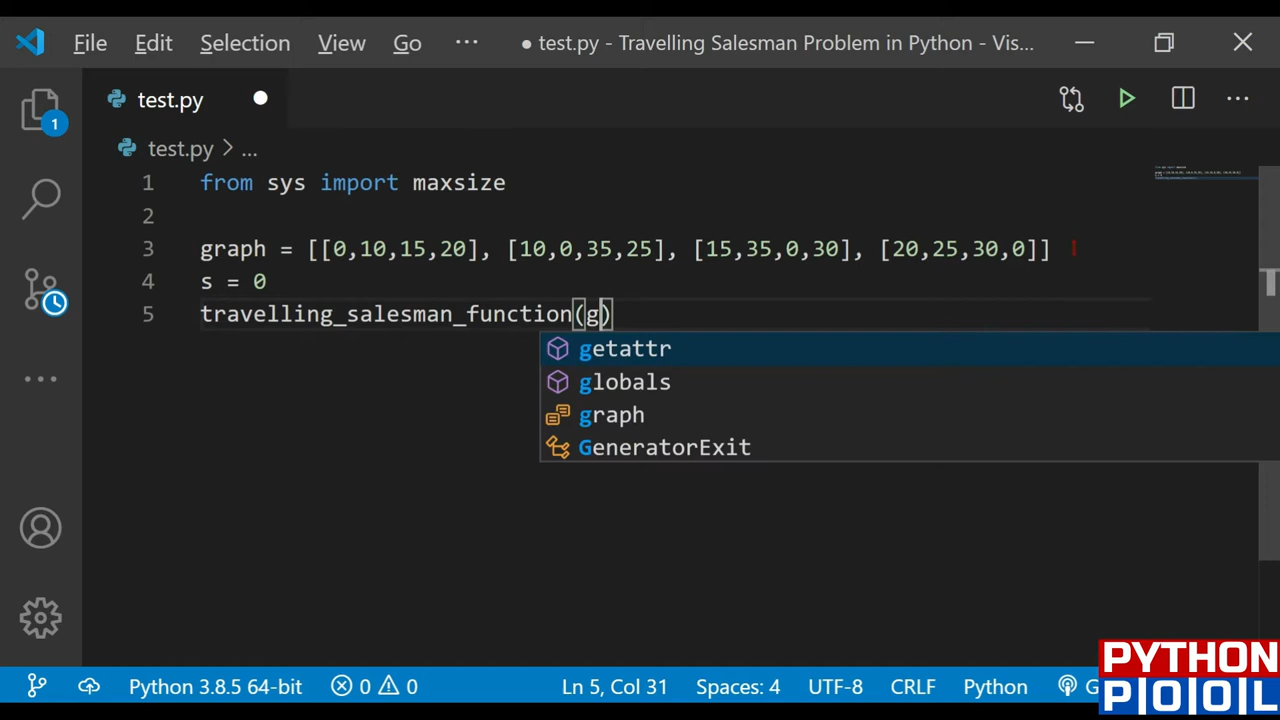 File Edit Selection View Go ··· ● test.py - Travelling Salesman Problem in Python - Vis...
test.py
test.py > ...
1 from sys import maxsize
2
3 graph = [[0,10,15,20], [10,0,35,25], [15,35,0,30], [20,25,30,0]]
4 s = 0
5 travelling_salesman_function(g)
getattr
globals
graph
GeneratorExit
1
Python 3.8.5 64-bit 0 0 Ln 5, Col 31 Spaces: 4 UTF-8 CRLF Python G
PYTHON
POOL